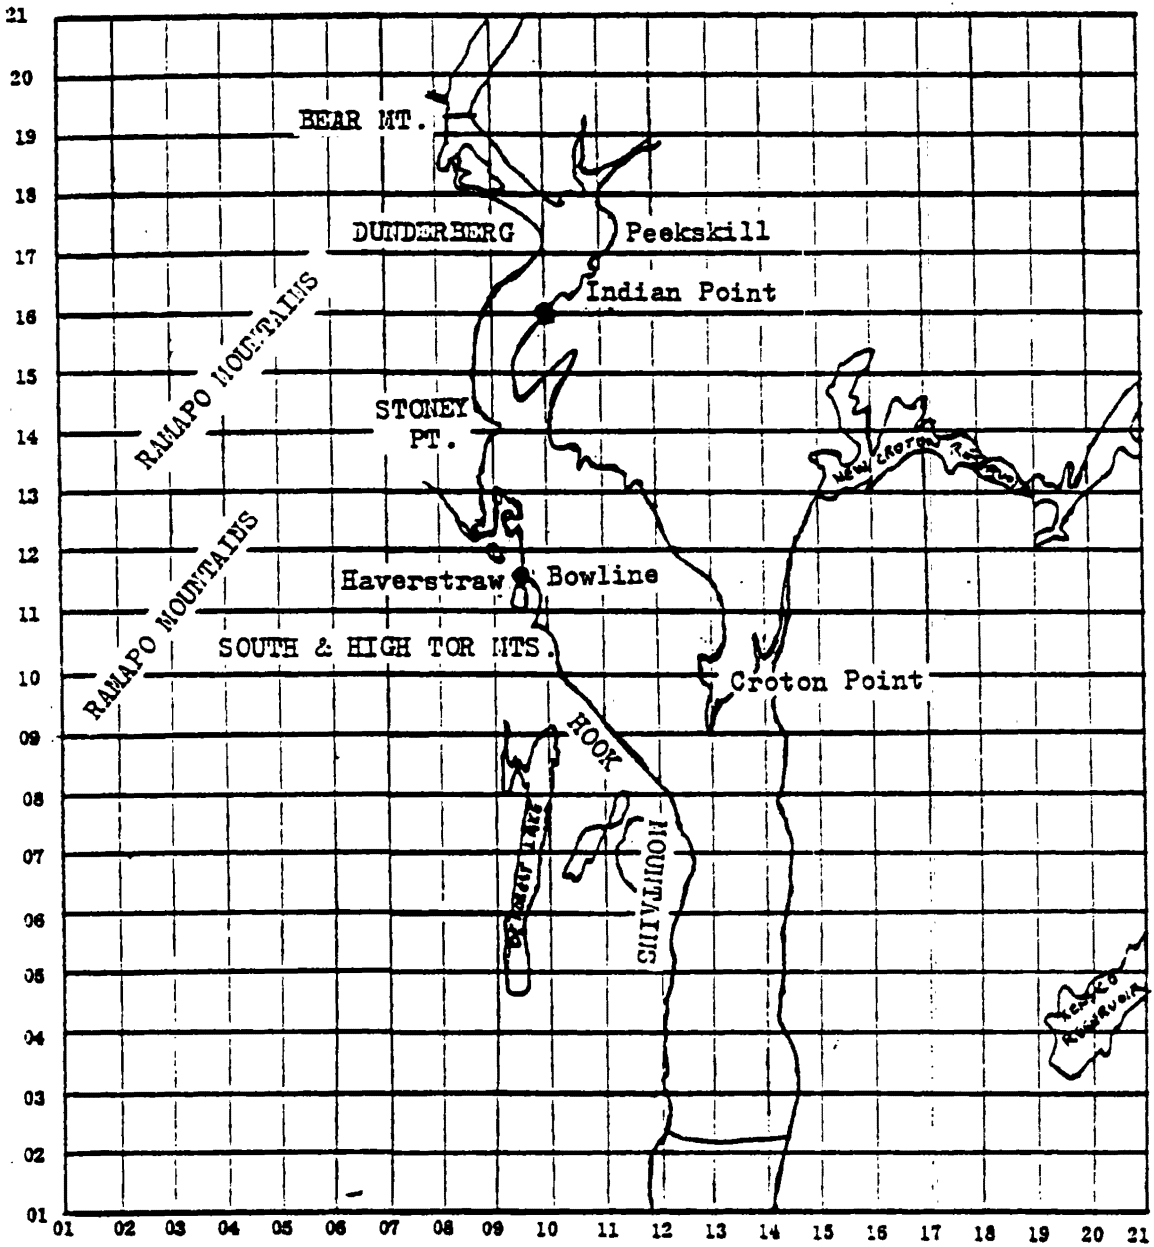 21
20
BEAR MT.
19
18
DUNDERBERG
Peekskill
17
Indian Point
RAMAPO MOUNTAINS
16
15
STONEY
PT.
14
NEW CROTON
13
RAMAPO MOUNTAINS
12
Haverstraw
Bowline
11
SOUTH & HIGH TOR MTS.
10
Croton Point
09
HOOK
08
LAKE
MOUNTAINS
07
06
05
RESERVOIR
04
03
02
01
01 02 03 04 05 06 07 08 09 10 11 12 13 14 15 16 17 18 19 20 21